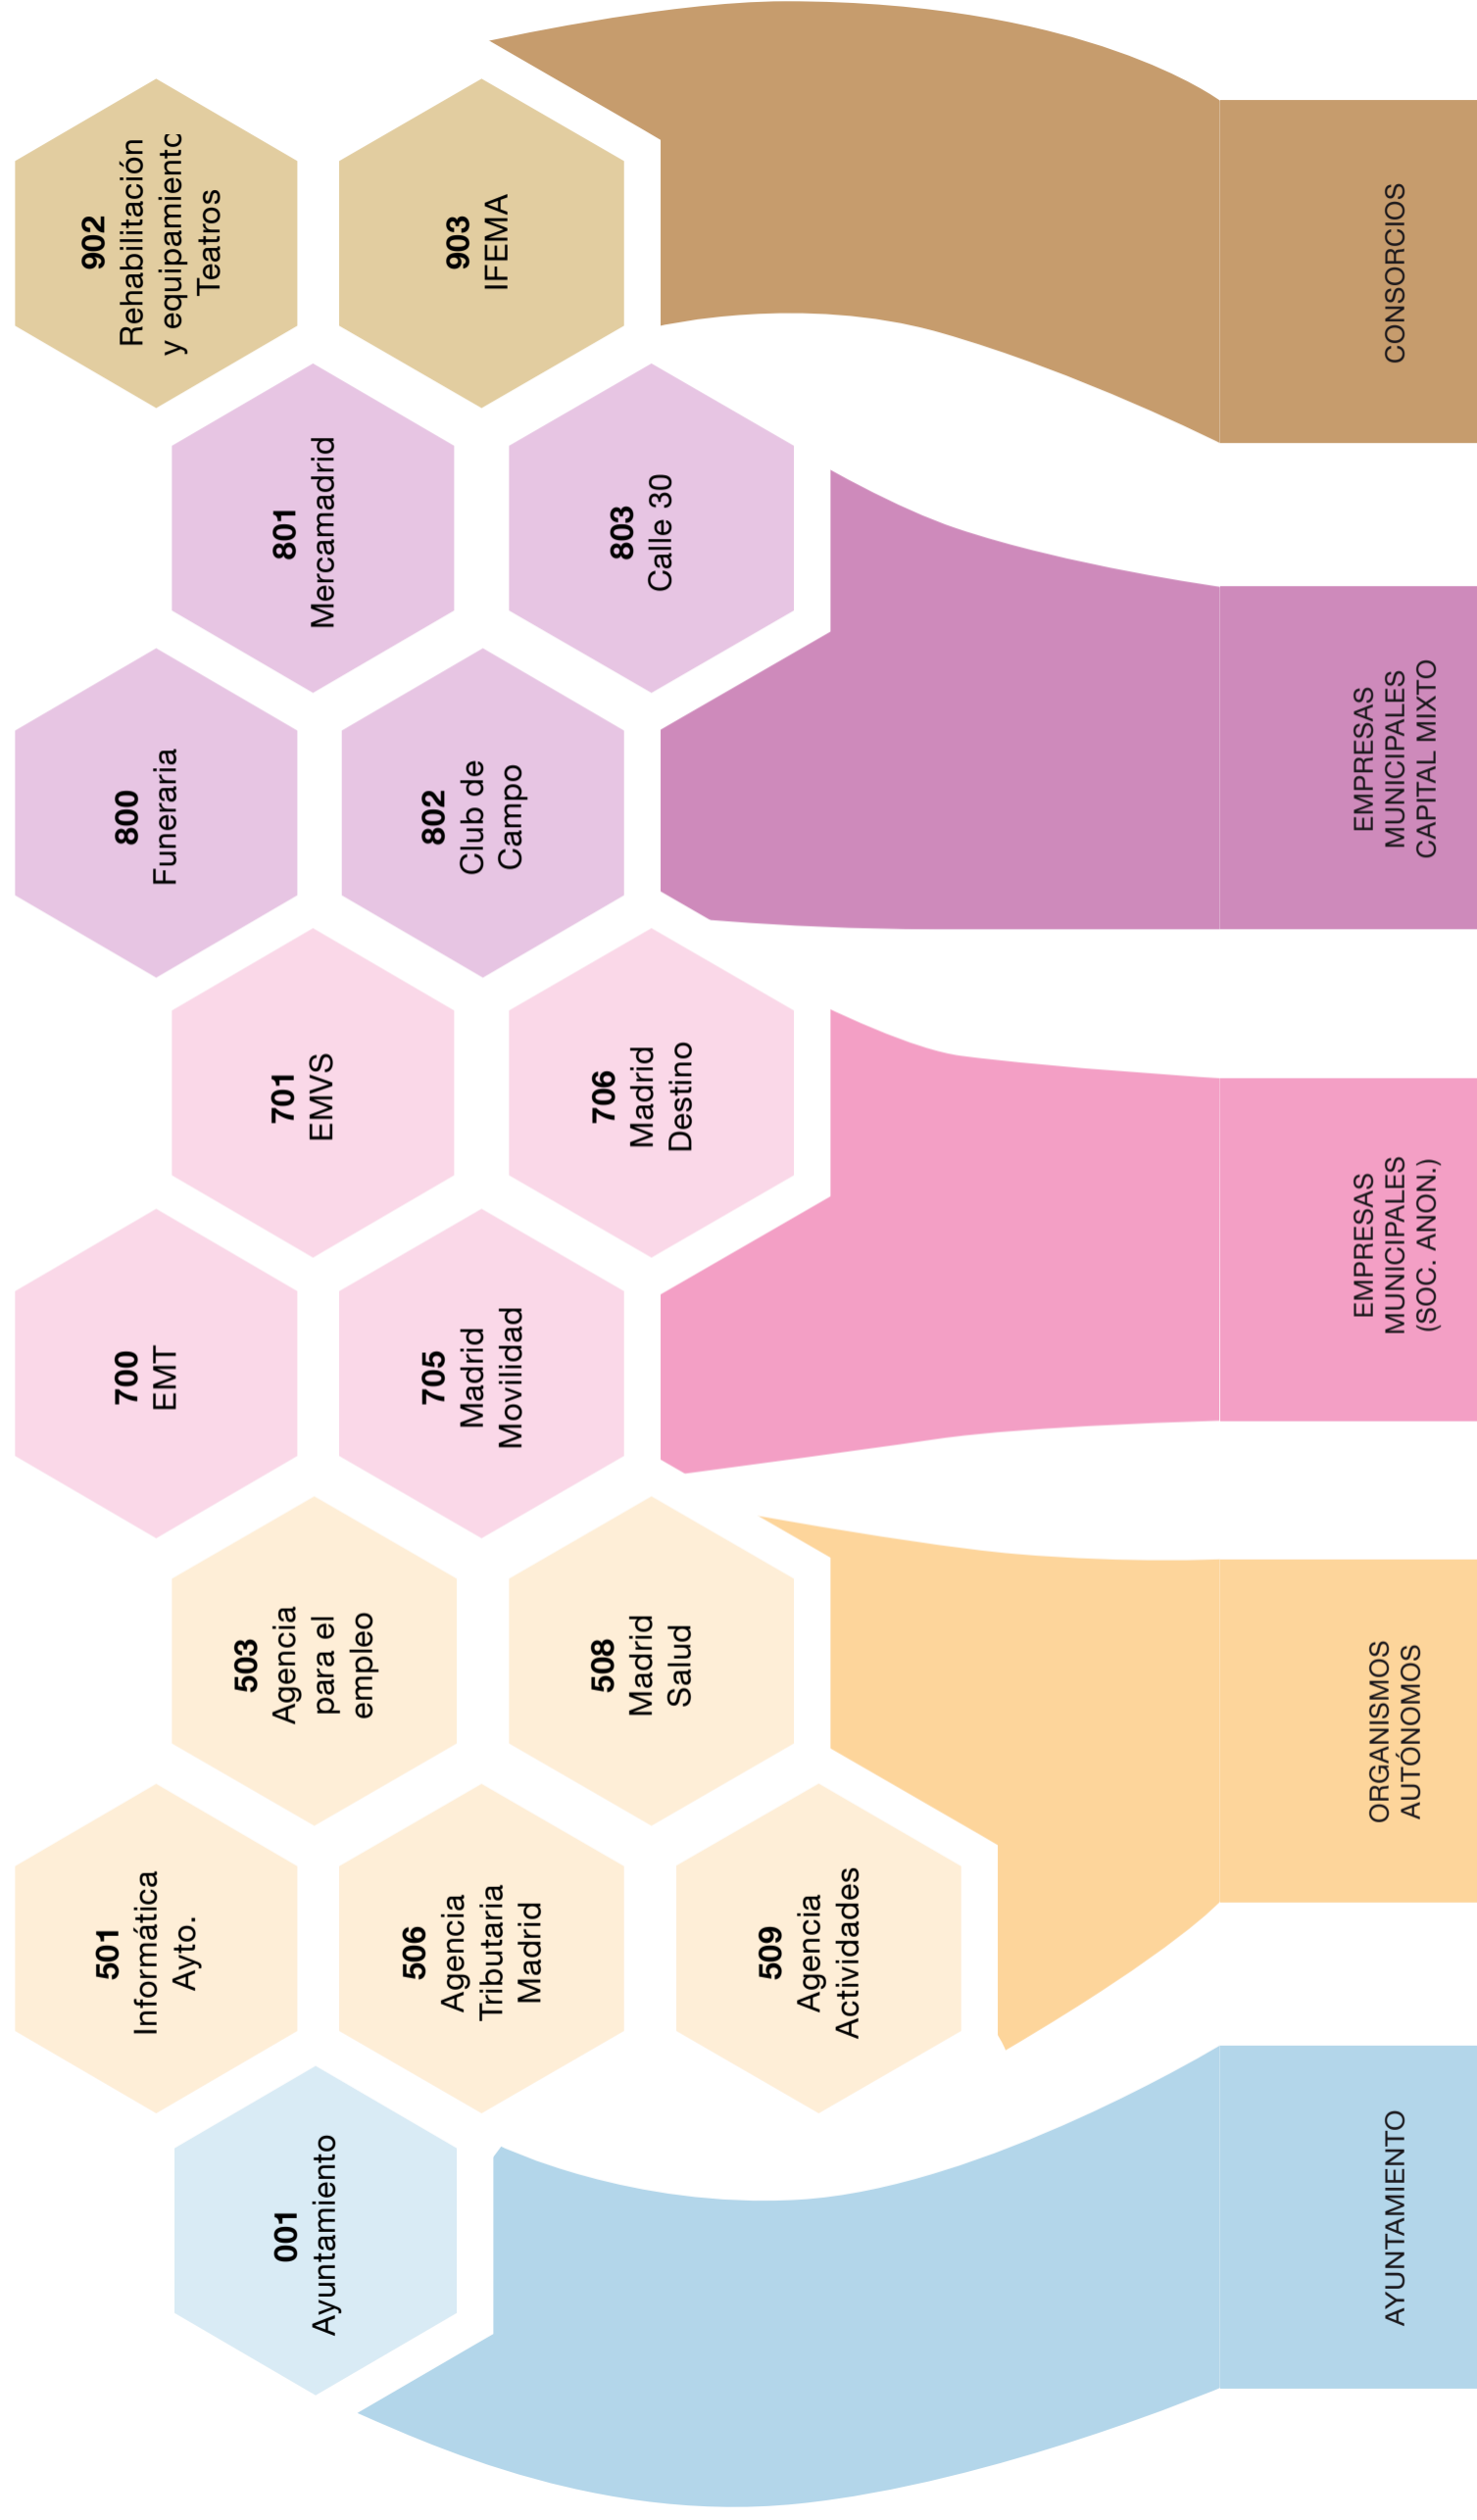 001
Ayuntamiento
501
Informática
Ayto.
506
Agencia
Tributaria
Madrid
509
Agencia
Actividades
503
Agencia
para el
empleo
508
Madrid
Salud
700
EMT
705
Madrid
Movilidad
701
EMVS
706
Madrid
Destino
800
Funeraria
802
Club de
Campo
801
Mercamadrid
803
Calle 30
902
Rehabilitación
y equipamiento
Teatros
903
IFEMA
AYUNTAMIENTO
ORGANISMOS
AUTÓNOMOS
EMPRESAS
MUNICIPALES
(SOC. ANON.)
EMPRESAS
MUNICIPALES
CAPITAL MIXTO
CONSORCIOS